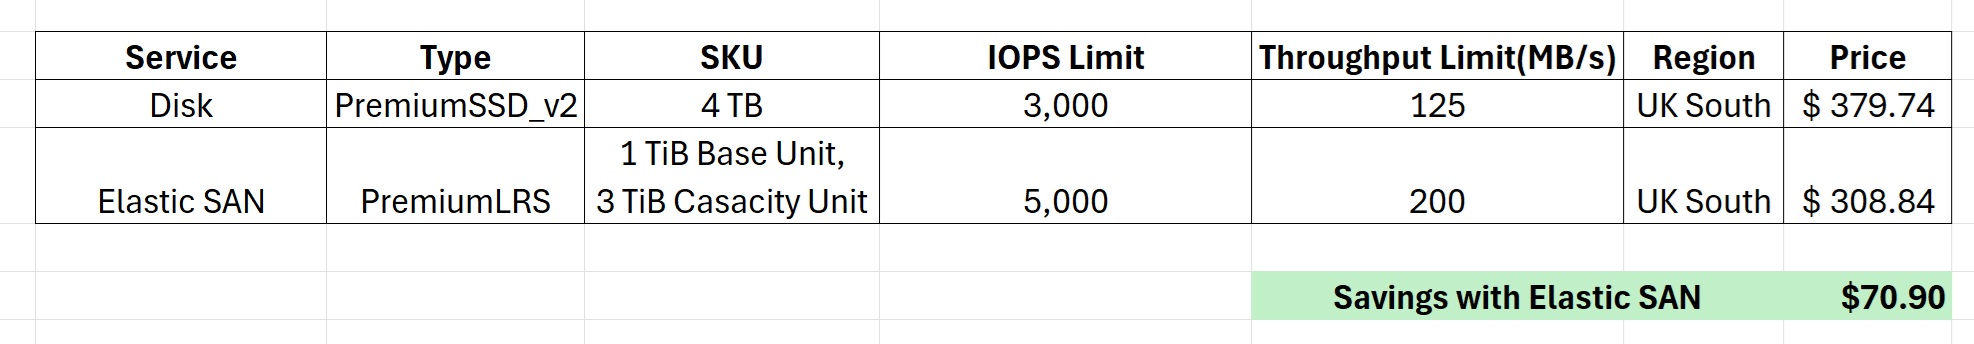 Service Type SKU IOPS Limit Throughput Limit(MB/s) Region Price
Disk PremiumSSD_v2 4 TB 3,000 125 UK South $ 379.74
1 TiB Base Unit,
Elastic SAN PremiumLRS 3 TiB Casacity Unit 5,000 200 UK South $ 308.84
Savings with Elastic SAN $70.90